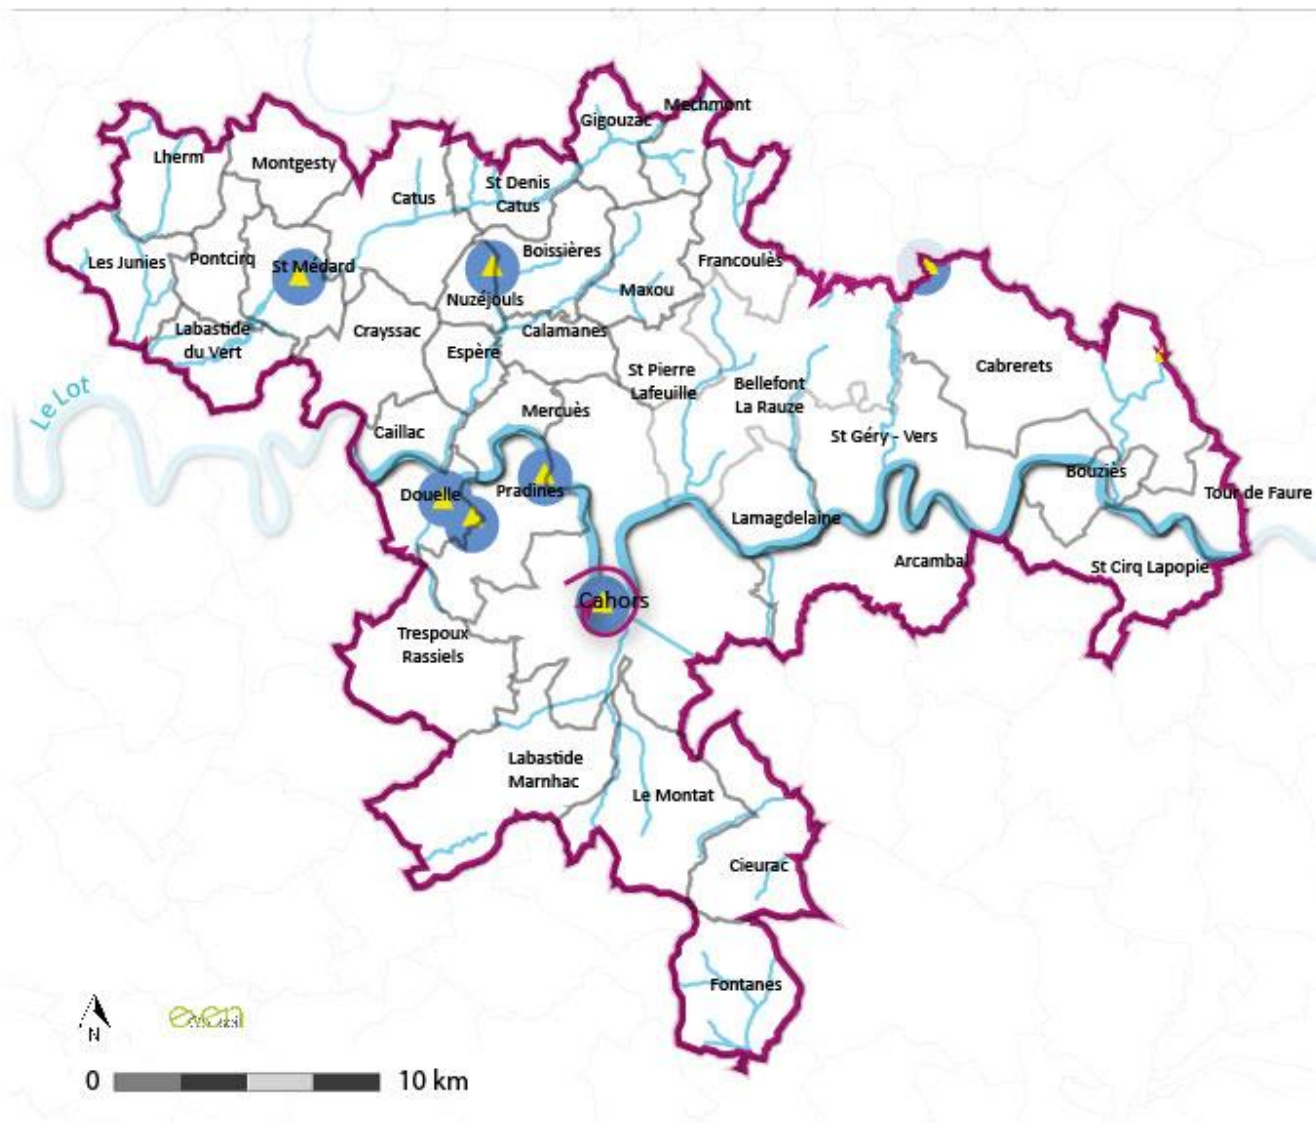 Mechmont
Gigouzac
Lherm
Montgesty
St Denis
Catus
Catus
Boissières
Les Junies
Pontcirq
St Médard
Francoulès
Nuzéjouls
Maxou
Labastide
du Vert
Crayssac
Calamanes
Espère
St Pierre
Lafeuille
Cabrerets
Bellefont
La Rauze
Le Lot
Mercuès
Caillac
St Géry - Vers
Bouziès
Douelle
Pradines
Tour de Faure
Lamagdelaine
Arcambal
St Cirq Lapopie
Cahors
Trespoux
Rassiels
Labastide
Marnhac
Le Montat
Cieurac
Fontanes
N
even
0
10 km